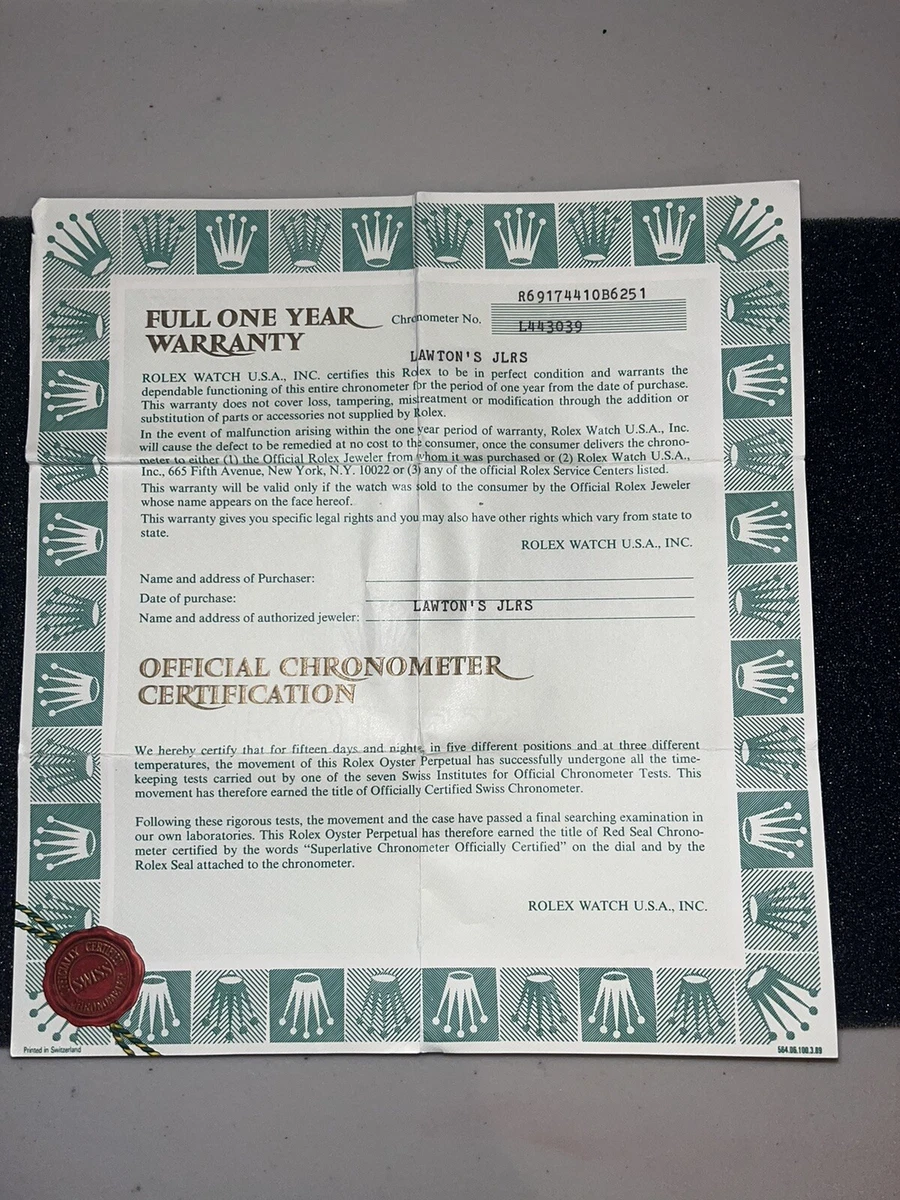 R69174410B6251
FULL ONE YEAR
Chronometer No.
WARRANTY
L443039
LAWTON'S JLRS
ROLEX WATCH U.S.A., INC. certifies this Rolex to be in perfect condition and warrants the
dependable functioning of this entire chronometer for the period of one year from the date of purchase.
This warranty does not cover loss, tampering, mistreatment or modification through the addition or
substitution of parts or accessories not supplied by Rolex.
In the event of malfunction arising within the one year period of warranty, Rolex Watch U.S.A., Inc.
will cause the defect to be remedied at no cost to the consumer, once the consumer delivers the chrono-
meter to either (1) the Official Rolex Jeweler from whom it was purchased or (2) Rolex Watch U.S.A.,
Inc., 665 Fifth Avenue, New York, N.Y. 10022 or (3) any of the official Rolex Service Centers listed.
This warranty will be valid only if the watch was sold to the consumer by the Official Rolex Jeweler
whose name appears on the face hereof.
This warranty gives you specific legal rights and you may also have other rights which vary from state to
state.
ROLEX WATCH U.S.A., INC.
Name and address of Purchaser:
Date of purchase:
LAWTON'S JLRS
Name and address of authorized jeweler:
OFFICIAL CHRONOMETER
CERTIFICATION
We hereby certify that for fifteen days and nights, in five different positions and at three different
temperatures, the movement of this Rolex Oyster Perpetual has successfully undergone all the time-
keeping tests carried out by one of the seven Swiss Institutes for Official Chronometer Tests. This
movement has therefore earned the title of Officially Certified Swiss Chronometer.
Following these rigorous tests, the movement and the case have passed a final searching examination in
our own laboratories. This Rolex Oyster Perpetual has therefore earned the title of Red Seal Chrono-
meter certified by the words “Superlative Chronometer Officially Certified” on the dial and by the
Rolex Seal attached to the chronometer.
ROLEX WATCH U.S.A., INC.
OFFICIALLY CERTIFIED
SWISS
CHRONOMETER
Printed in Switzerland
564.06.100.3.89